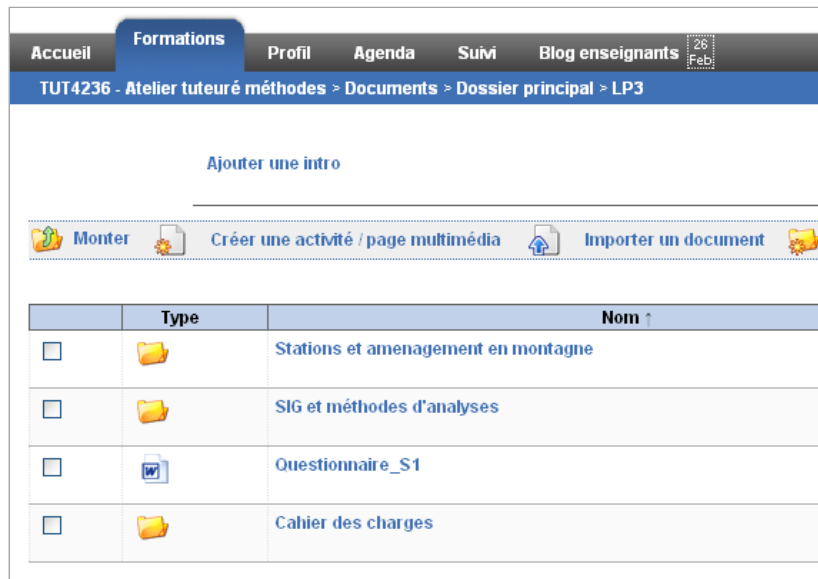 Accueil Formations Profil Agenda Suivi Blog enseignants 26 Feb
TUT4236 - Atelier tuteuré méthodes > Documents > Dossier principal > LP3
Ajouter une intro
Monter Créer une activité / page multimédia Importer un document
Type Nom ↑
Stations et amenagement en montagne
SIG et méthodes d'analyses
Questionnaire_S1
Cahier des charges